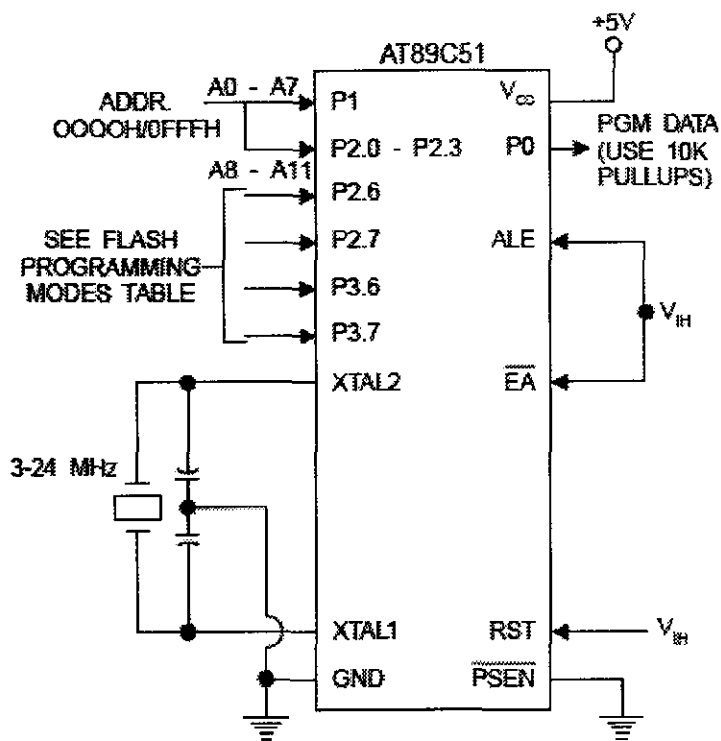 +5V
AT89C51
A0 - A7
ADDR.
OOOOH/0FFFH
P1
VCC
P2.0 - P2.3
P0
PGM DATA
(USE 10K
PULLUPS)
A8 - A11
P2.6
SEE FLASH
PROGRAMMING
MODES TABLE
P2.7
ALE
P3.6
VIH
P3.7
XTAL2
EA
3-24 MHz
XTAL1
RST
VIH
GND
PSEN